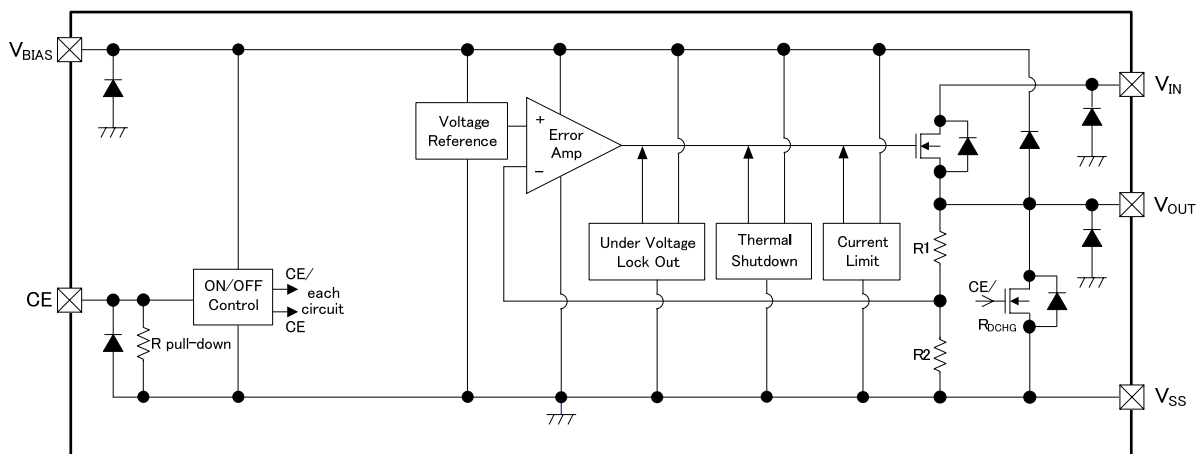 VBIAS
VIN
Voltage
Reference
+
Error
Amp
−
VOUT
Under Voltage
Lock Out
Thermal
Shutdown
Current
Limit
R1
CE
ON/OFF
Control
CE/
each
circuit
CE
R pull-down
CE/
RDCHG
R2
VSS